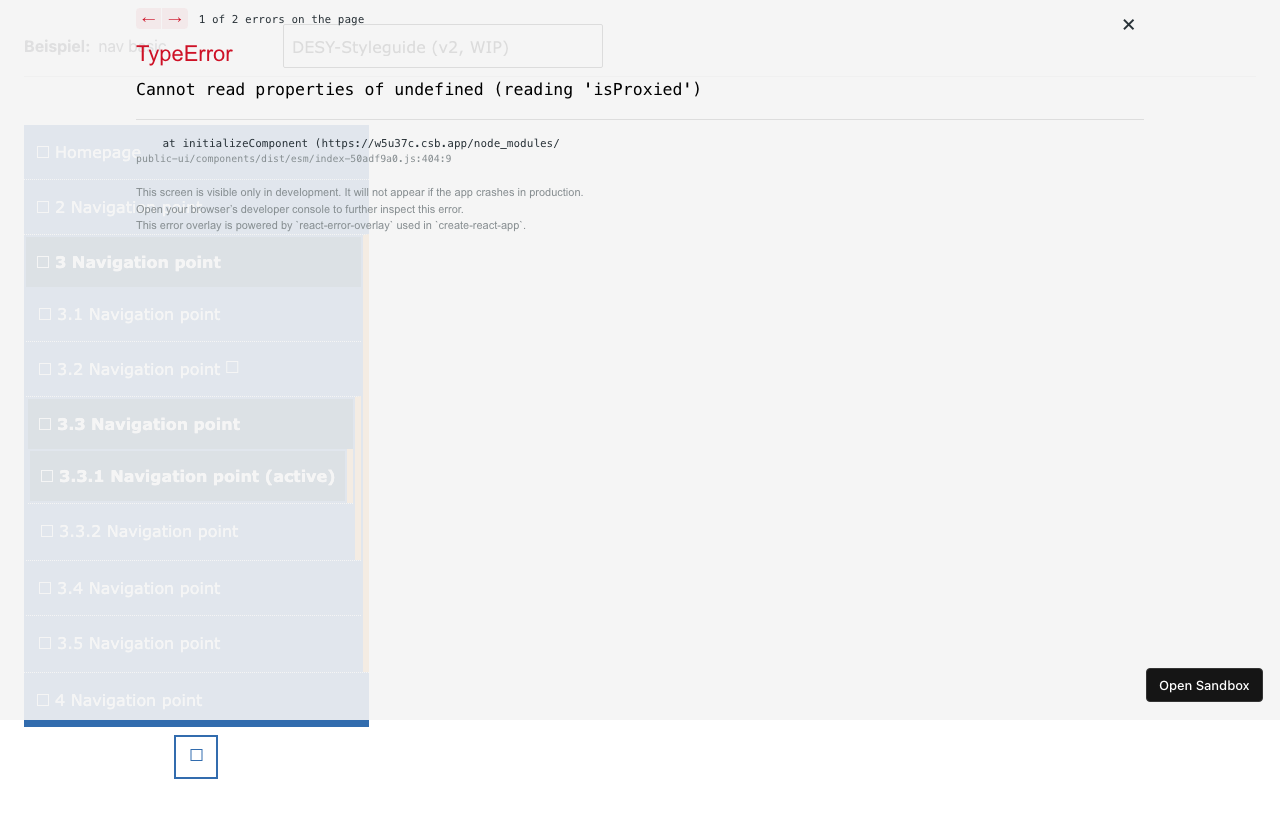 ← → 1 of 2 errors on the page
Beispiel: nav basic
DESY-Styleguide (v2, WIP)
TypeError
Cannot read properties of undefined (reading 'isProxied')
at initializeComponent (https://w5u37c.csb.app/node_modules/
public-ui/components/dist/esm/index-50adf9a0.js:404:9
This screen is visible only in development. It will not appear if the app crashes in production.
Open your browser’s developer console to further inspect this error.
This error overlay is powered by `react-error-overlay` used in `create-react-app`.
Homepage
2 Navigation point
3 Navigation point
3.1 Navigation point
3.2 Navigation point
3.3 Navigation point
3.3.1 Navigation point (active)
3.3.2 Navigation point
3.4 Navigation point
3.5 Navigation point
4 Navigation point
Open Sandbox